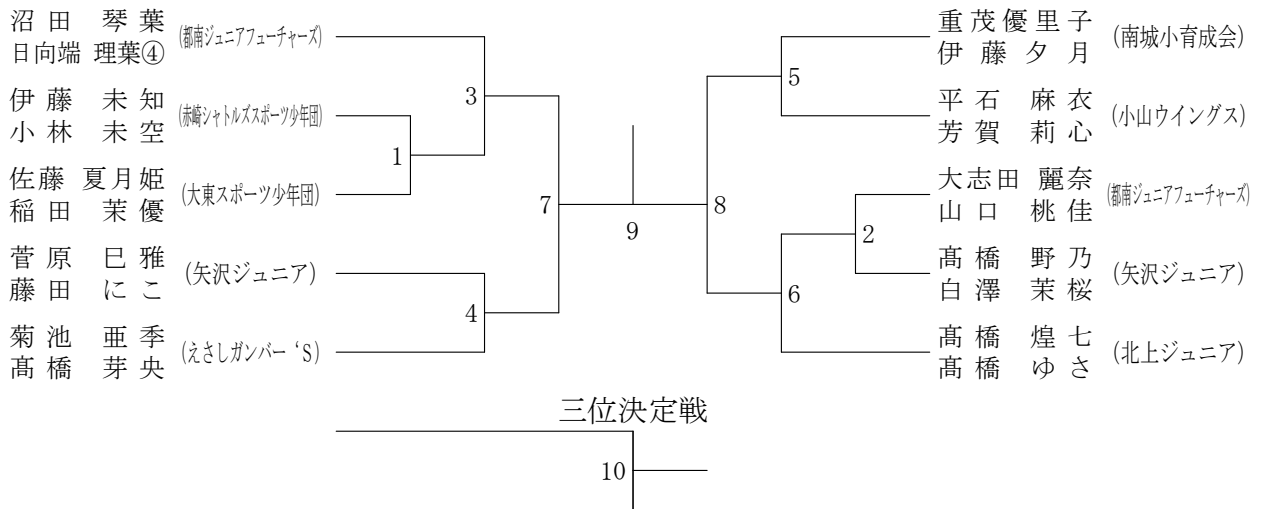 沼田 琴葉
日向端 理葉④
(都南ジュニアフューチャーズ)
伊藤 未知
小林 未空
(赤崎シャトルズスポーツ少年団)
佐藤 夏月姫
稲田 茉優
(大東スポーツ少年団)
菅原 巳雅
藤田 にこ
(矢沢ジュニア)
菊池 亜季
髙橋 芽央
(えさしガンバー‘S)
1
3
4
7
9
8
5
2
6
重茂優里子
伊藤夕月
(南城小育成会)
平石 麻衣
芳賀 莉心
(小山ウイングス)
大志田 麗奈
山口 桃佳
(都南ジュニアフューチャーズ)
髙橋 野乃
白澤 茉桜
(矢沢ジュニア)
髙橋 煌七
髙橋 ゆさ
(北上ジュニア)
三位決定戦
10